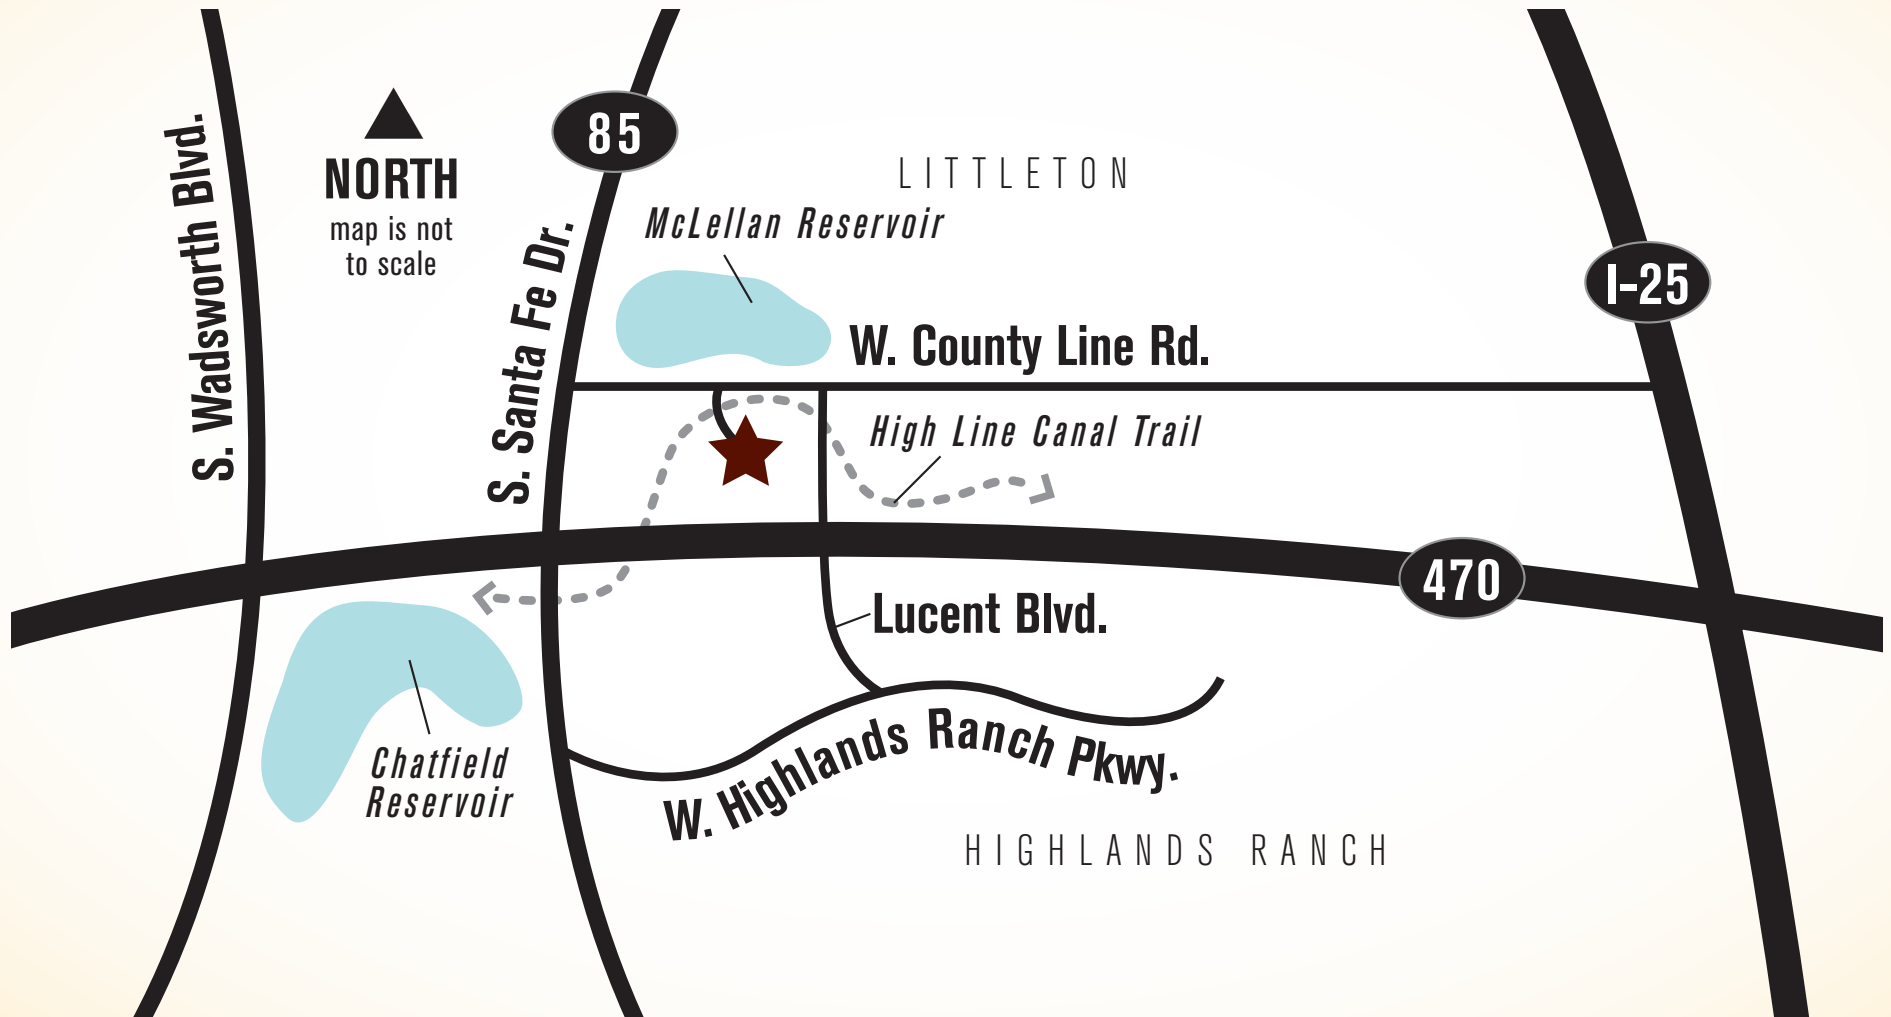 S. Wadsworth Blvd.
NORTH
map is not
to scale
85
S. Santa Fe Dr.
LITTLETON
McLellan Reservoir
I-25
W. County Line Rd.
High Line Canal Trail
470
Lucent Blvd.
Chatfield
Reservoir
W. Highlands Ranch Pkwy.
HIGHLANDS RANCH